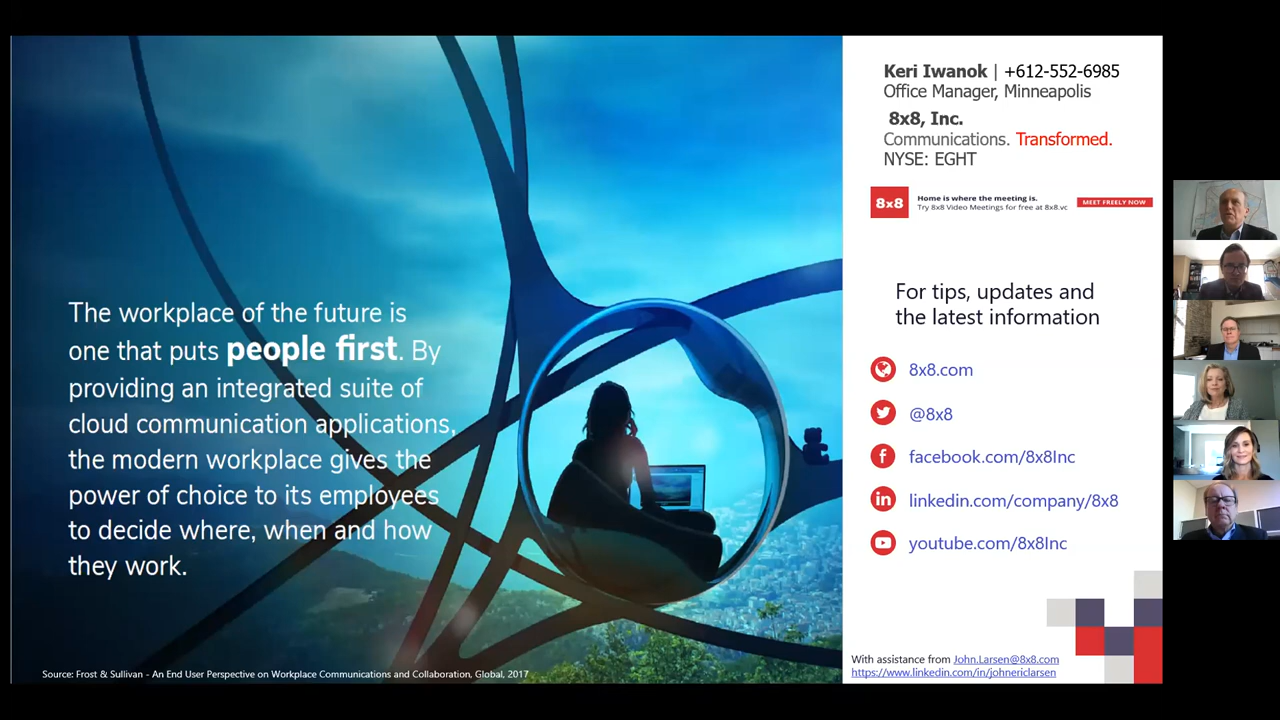 The workplace of the future is
one that puts people first. By
providing an integrated suite of
cloud communication applications,
the modern workplace gives the
power of choice to its employees
to decide where, when and how
they work.
Source: Frost & Sullivan - An End User Perspective on Workplace Communications and Collaboration, Global, 2017
Keri Iwanok | +612-552-6985
Office Manager, Minneapolis
8x8, Inc.
Communications. Transformed.
NYSE: EGHT
8x8
Home is where the meeting is.
Try 8x8 Video Meetings for free at 8x8.vc
MEET FREELY NOW
For tips, updates and
the latest information
8x8.com
@8x8
facebook.com/8x8Inc
linkedin.com/company/8x8
youtube.com/8x8Inc
With assistance from John.Larsen@8x8.com
https://www.linkedin.com/in/johnericlarsen